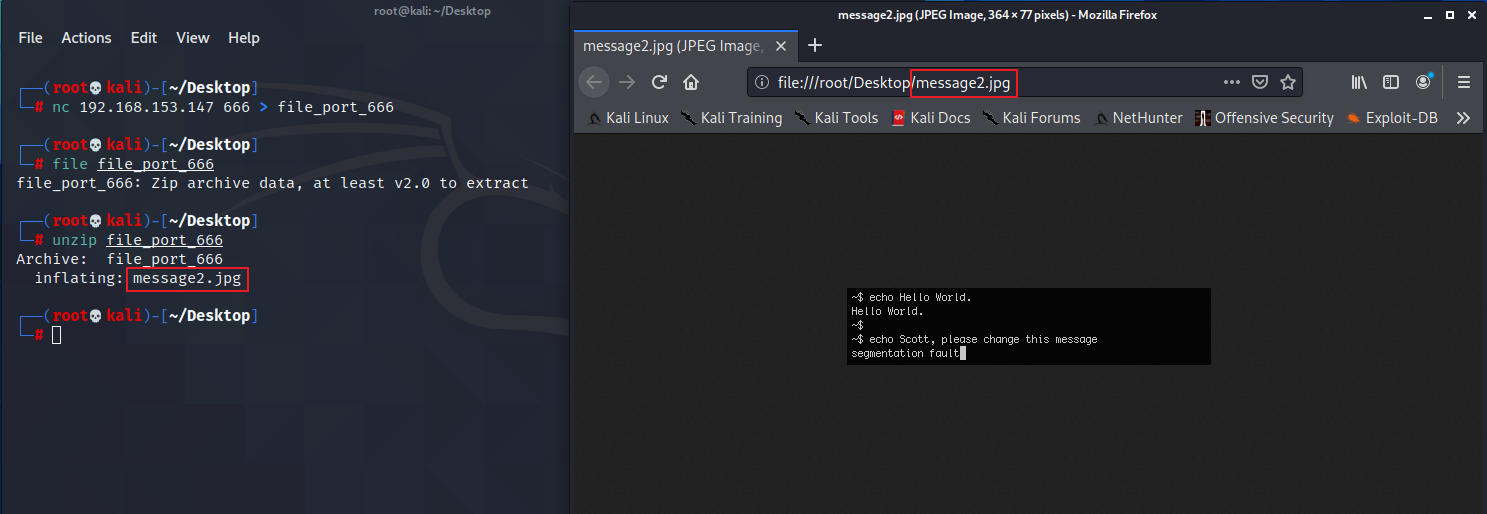 root@kali: ~/Desktop
File Actions Edit View Help
┌──(root💀kali)-[~/Desktop]
└─# nc 192.168.153.147 666 > file_port_666
┌──(root💀kali)-[~/Desktop]
└─# file file_port_666
file_port_666: Zip archive data, at least v2.0 to extract
┌──(root💀kali)-[~/Desktop]
└─# unzip file_port_666
Archive:  file_port_666
  inflating: message2.jpg
┌──(root💀kali)-[~/Desktop]
└─#
message2.jpg (JPEG Image, 364 × 77 pixels) - Mozilla Firefox
message2.jpg (JPEG Image,
file:///root/Desktop/message2.jpg
Kali Linux Kali Training Kali Tools Kali Docs Kali Forums NetHunter Offensive Security Exploit-DB
~$ echo Hello World.
Hello World.
~$
~$ echo Scott, please change this message
segmentation fault